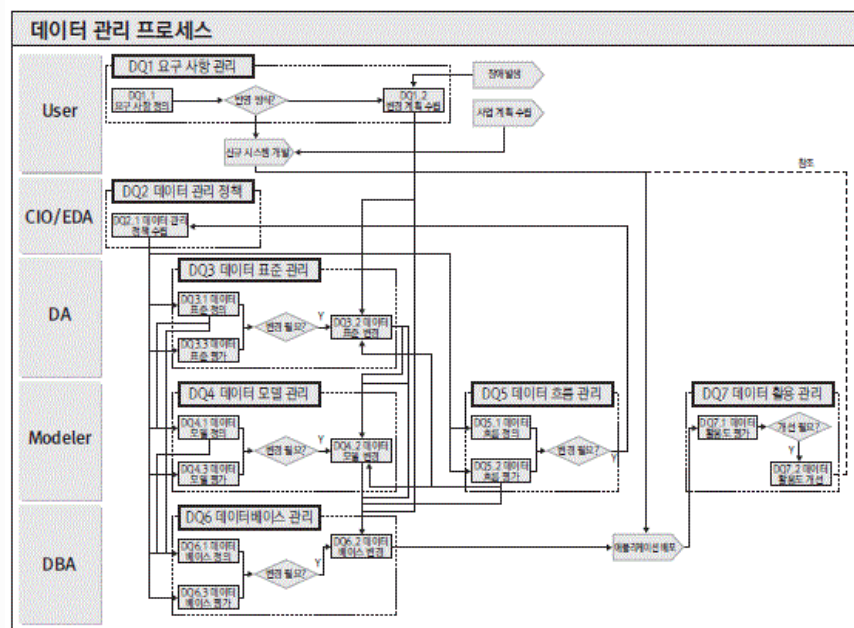 데이터 관리 프로세스
User
DQ1 요구 사항 관리
DQ1.1
요구 사항 정의
반영 방식?
DQ1.2
변경 계획 수립
장애 발생
사업 계획 수립
신규 시스템 개발
참조
CIO/EDA
DQ2 데이터 관리 정책
DQ2.1 데이터 관리
정책 수립
DA
DQ3 데이터 표준 관리
DQ3.1 데이터
표준 정의
변경 필요?
Y
DQ3.2 데이터
표준 변경
DQ3.3 데이터
표준 평가
Modeler
DQ4 데이터 모델 관리
DQ4.1 데이터
모델 정의
변경 필요?
Y
DQ4.2 데이터
모델 변경
DQ4.3 데이터
모델 평가
DQ5 데이터 흐름 관리
DQ5.1 데이터
흐름 정의
변경 필요?
Y
DQ5.2 데이터
흐름 평가
DQ7 데이터 활용 관리
DQ7.1 데이터
활용도 평가
개선 필요?
Y
DQ7.2 데이터
활용도 개선
DBA
DQ6 데이터베이스 관리
DQ6.1 데이터
베이스 정의
변경 필요?
Y
DQ6.2 데이터
베이스 변경
DQ6.3 데이터
베이스 평가
애플리케이션 배포